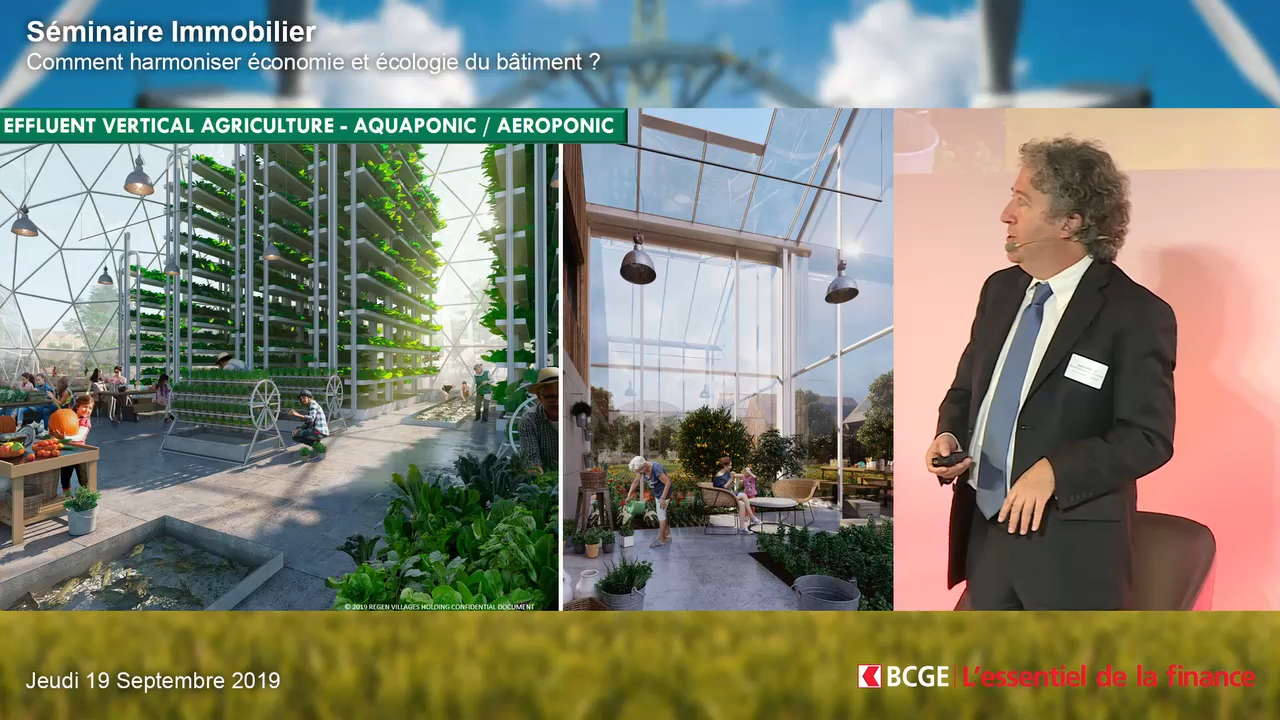 Séminaire Immobilier
Comment harmoniser économie et écologie du bâtiment ?
EFFLUENT VERTICAL AGRICULTURE - AQUAPONIC / AEROPONIC
© 2019 REGEN VILLAGES HOLDING CONFIDENTIAL DOCUMENT
Jeudi 19 Septembre 2019
BCGE L'essentiel de la finance